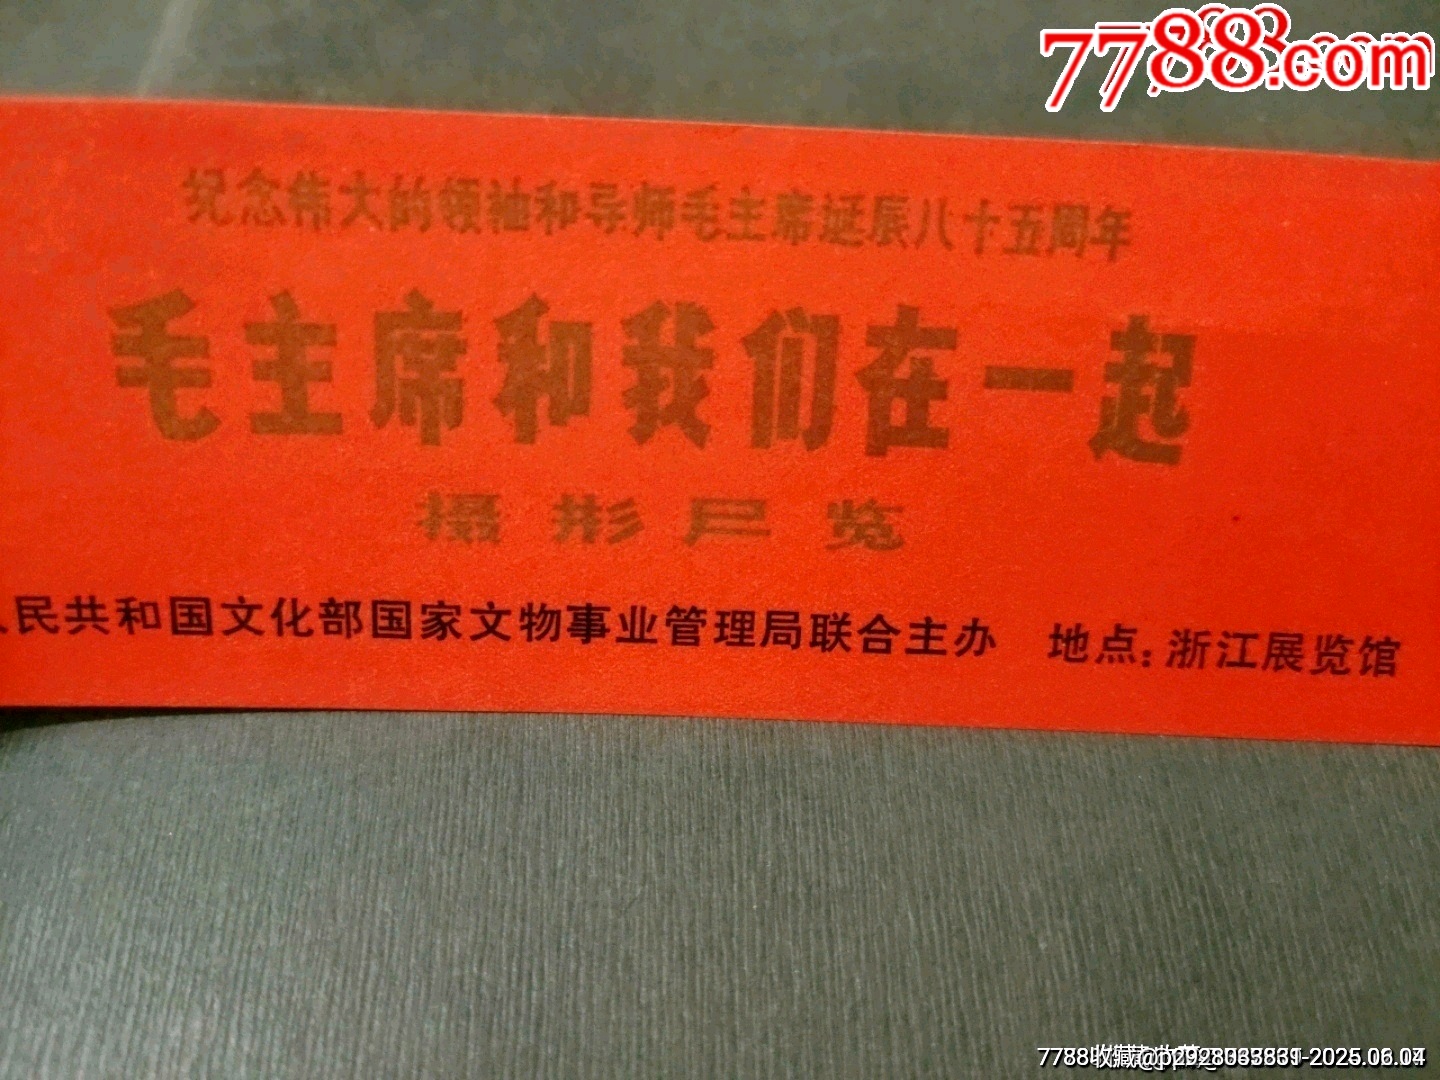 7788.com
纪念伟大的领袖和导师毛主席诞辰八十五周年
毛主席和我们在一起
摄影展览
民共和国文化部国家文物事业管理局联合主办 地点:浙江展览馆